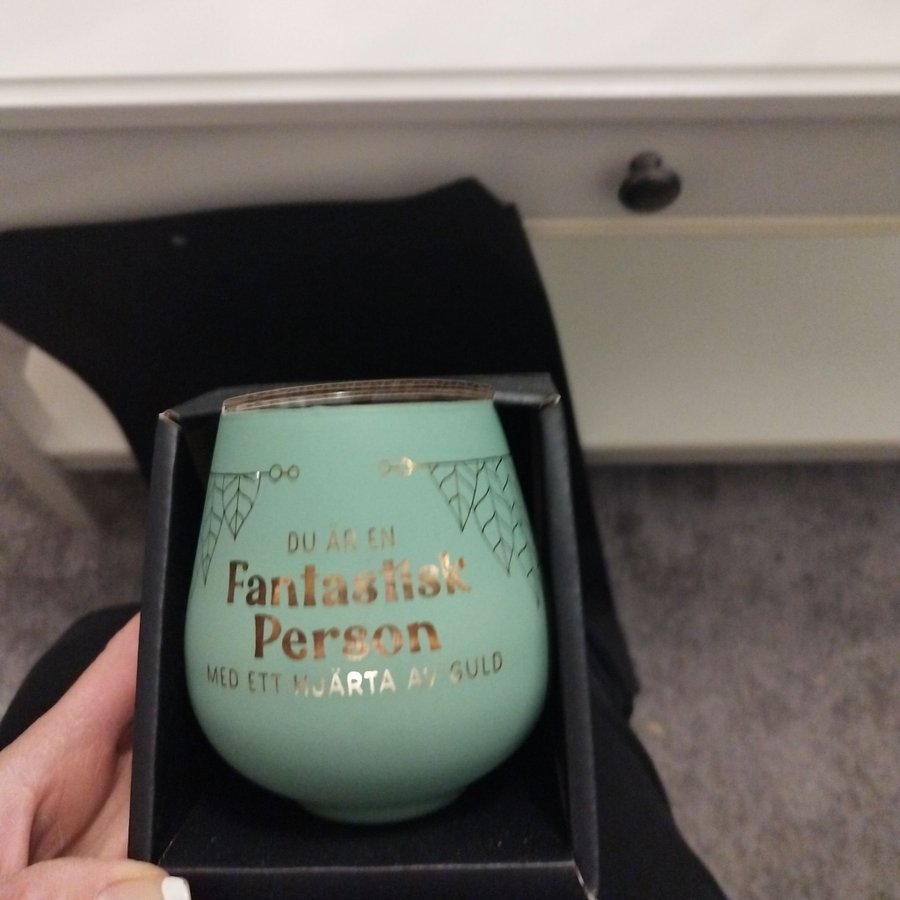 DU ÄR EN
Fantastisk
Person
MED ETT HJÄRTA AV GULD